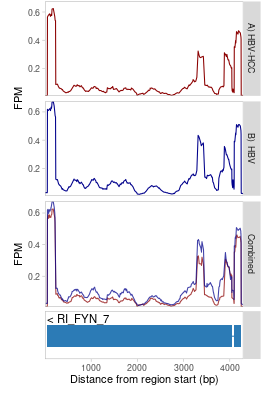 0.6
0.4
0.2
FPM
A) HBV-HCC
0.6
0.4
0.2
FPM
B) HBV
0.6
0.4
0.2
FPM
Combined
< RI_FYN_7
1000 2000 3000 4000
Distance from region start (bp)